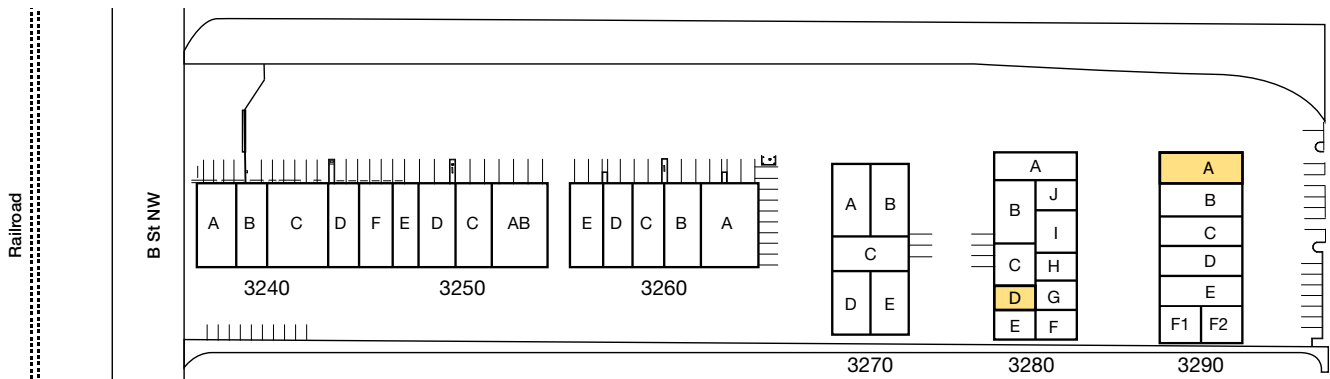 Railroad
B St NW
A B C D F E D C AB
3240 3250
E D C B A
3260
A B
C
D E
3270
A
B J
I
C H
D G
E F
3280
A
B
C
D
E
F1 F2
3290